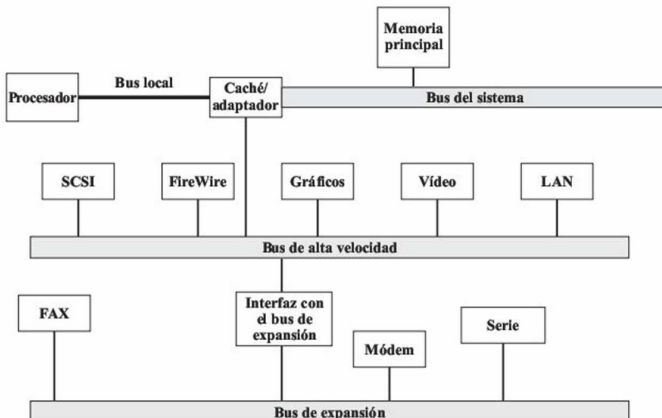 Memoria
principal
Bus local
Procesador
Caché/
adaptador
Bus del sistema
SCSI
FireWire
Gráficos
Vídeo
LAN
Bus de alta velocidad
FAX
Interfaz con
el bus de
expansión
Serie
Módem
Bus de expansión